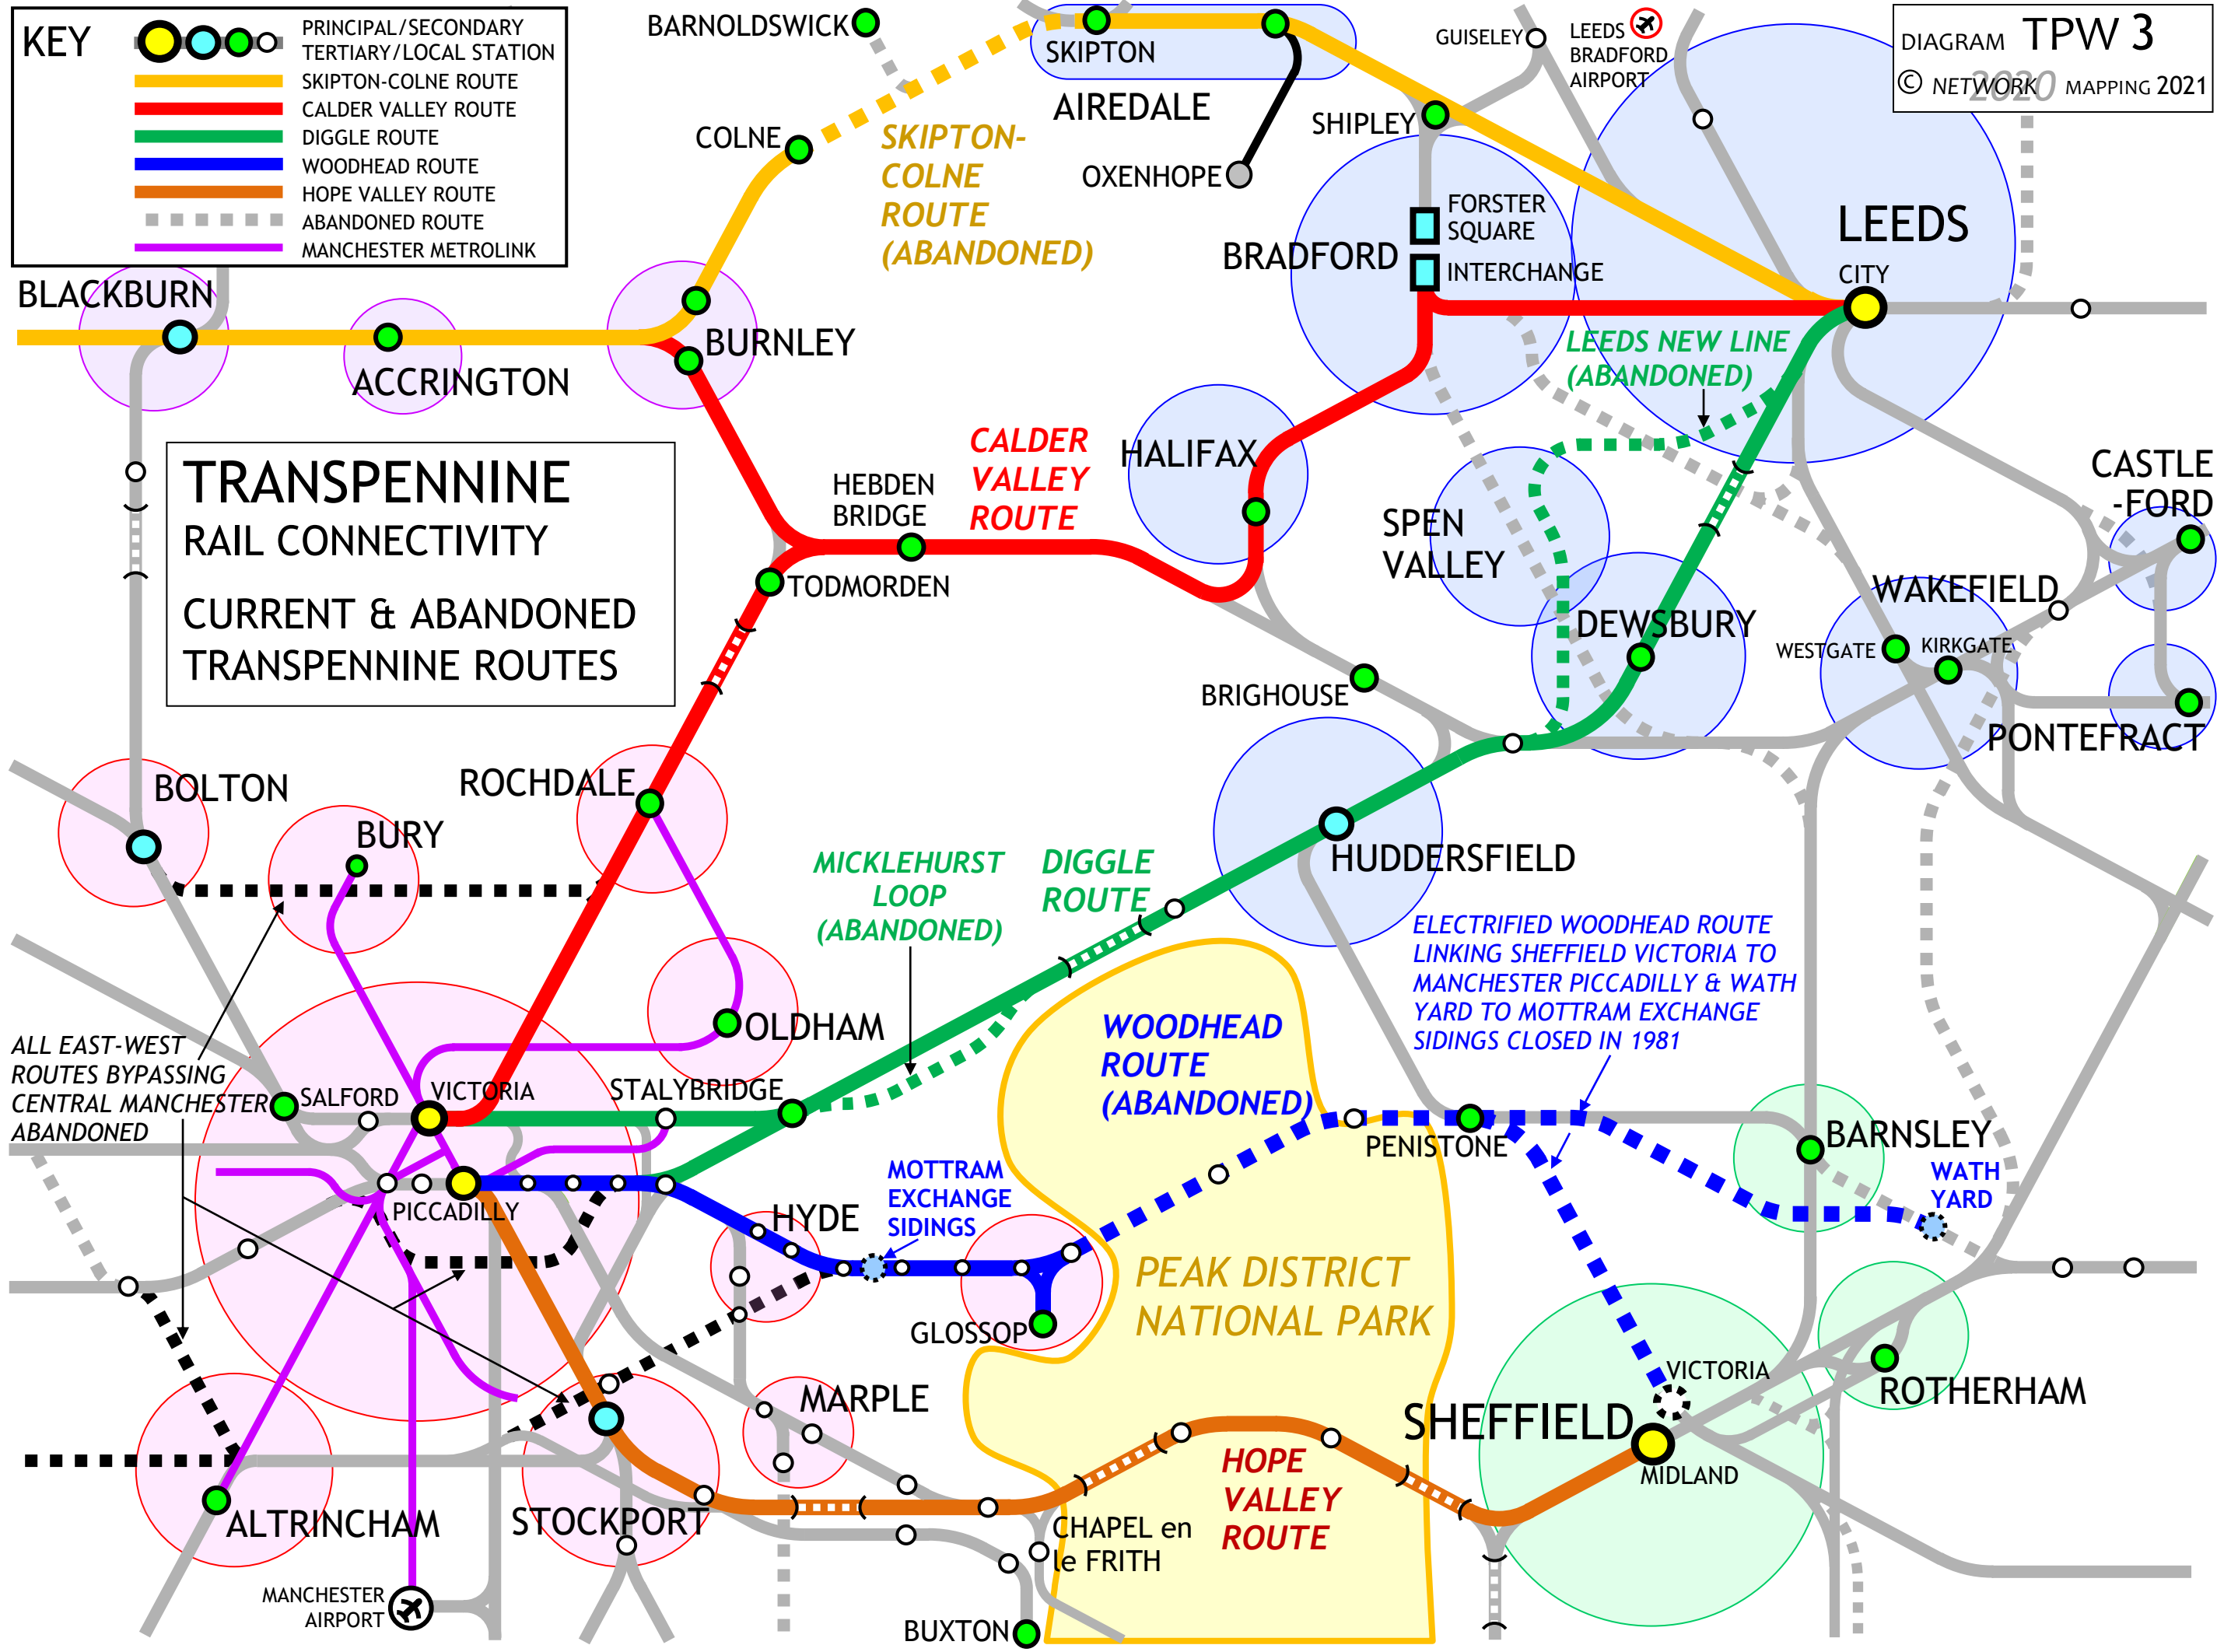 KEY
PRINCIPAL/SECONDARY
TERTIARY/LOCAL STATION
SKIPTON-COLNE ROUTE
CALDER VALLEY ROUTE
DIGGLE ROUTE
WOODHEAD ROUTE
HOPE VALLEY ROUTE
ABANDONED ROUTE
MANCHESTER METROLINK
BARNOLDSWICK
SKIPTON
AIREDALE
COLNE
SKIPTON-
COLNE
ROUTE
(ABANDONED)
OXENHOPE
SHIPLEY
GUISELEY
LEEDS
BRADFORD
AIRPORT
DIAGRAM TPW 3
© NETWORK 2020 MAPPING 2021
FORSTER
SQUARE
BRADFORD
INTERCHANGE
LEEDS
CITY
BLACKBURN
ACCRINGTON
BURNLEY
LEEDS NEW LINE
(ABANDONED)
TRANSPENNINE
RAIL CONNECTIVITY
CURRENT & ABANDONED
TRANSPENNINE ROUTES
HEBDEN
BRIDGE
CALDER
VALLEY
ROUTE
HALIFAX
TODMORDEN
SPEN
VALLEY
CASTLE
-FORD
DEWSBURY
WAKEFIELD
WESTGATE
KIRKGATE
BRIGHOUSE
PONTEFRACT
BOLTON
BURY
ROCHDALE
MICKLEHURST
LOOP
(ABANDONED)
DIGGLE
ROUTE
HUDDERSFIELD
ELECTRIFIED WOODHEAD ROUTE
LINKING SHEFFIELD VICTORIA TO
MANCHESTER PICCADILLY & WATH
YARD TO MOTTRAM EXCHANGE
SIDINGS CLOSED IN 1981
OLDHAM
WOODHEAD
ROUTE
(ABANDONED)
ALL EAST-WEST
ROUTES BYPASSING
CENTRAL MANCHESTER
ABANDONED
SALFORD
VICTORIA
STALYBRIDGE
PENISTONE
BARNSLEY
WATH
YARD
PICCADILLY
HYDE
MOTTRAM
EXCHANGE
SIDINGS
GLOSSOP
PEAK DISTRICT
NATIONAL PARK
MARPLE
SHEFFIELD
VICTORIA
MIDLAND
ROTHERHAM
HOPE
VALLEY
ROUTE
ALTRINCHAM
STOCKPORT
CHAPEL en
le FRITH
MANCHESTER
AIRPORT
BUXTON